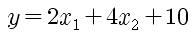 y = 2x₁ + 4x₂ + 10